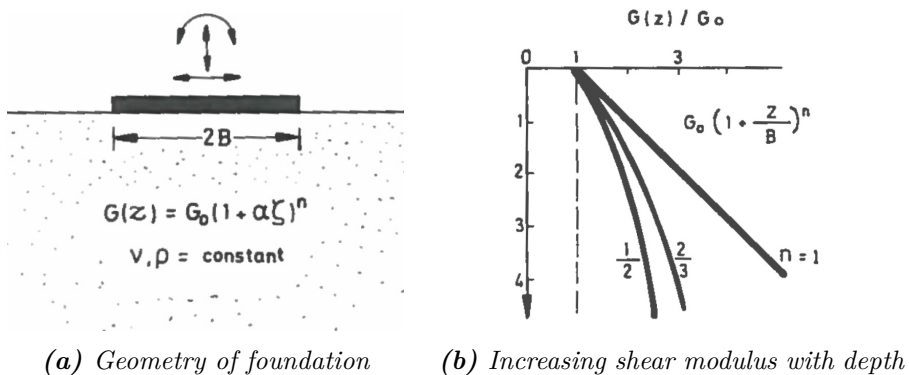 2B
G(z) = G₀(1 + αζ)ⁿ
ν, ρ = constant
(a) Geometry of foundation
G(z) / G₀
0 1 3
G₀ (1 + z/B)ⁿ
1
2
3
4
1/2
2/3
n = 1
(b) Increasing shear modulus with depth